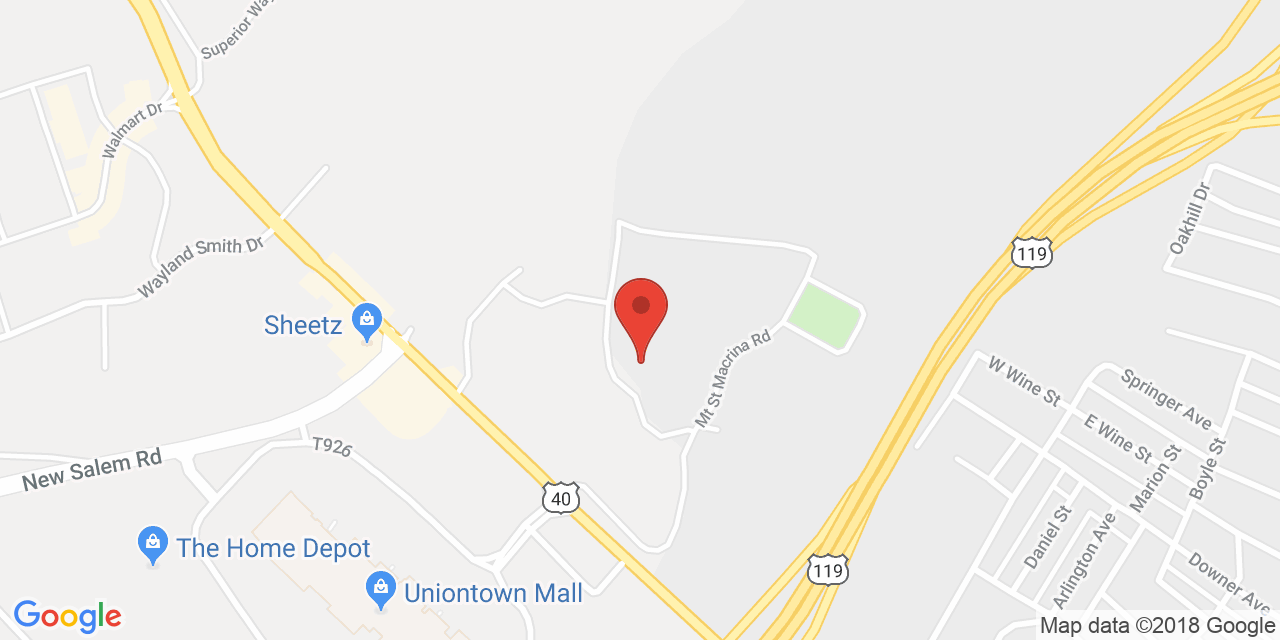 Superior Wa
Walmart Dr
Wayland Smith Dr
Oakhill Dr
119
Sheetz
Mt St Macrina Rd
W Wine St
Springer Ave
E Wine St
Marion St
Boyle St
New Salem Rd
T926
40
Daniel St
Arlington Ave
The Home Depot
119
Downer Ave
Uniontown Mall
Google
Map data ©2018 Google